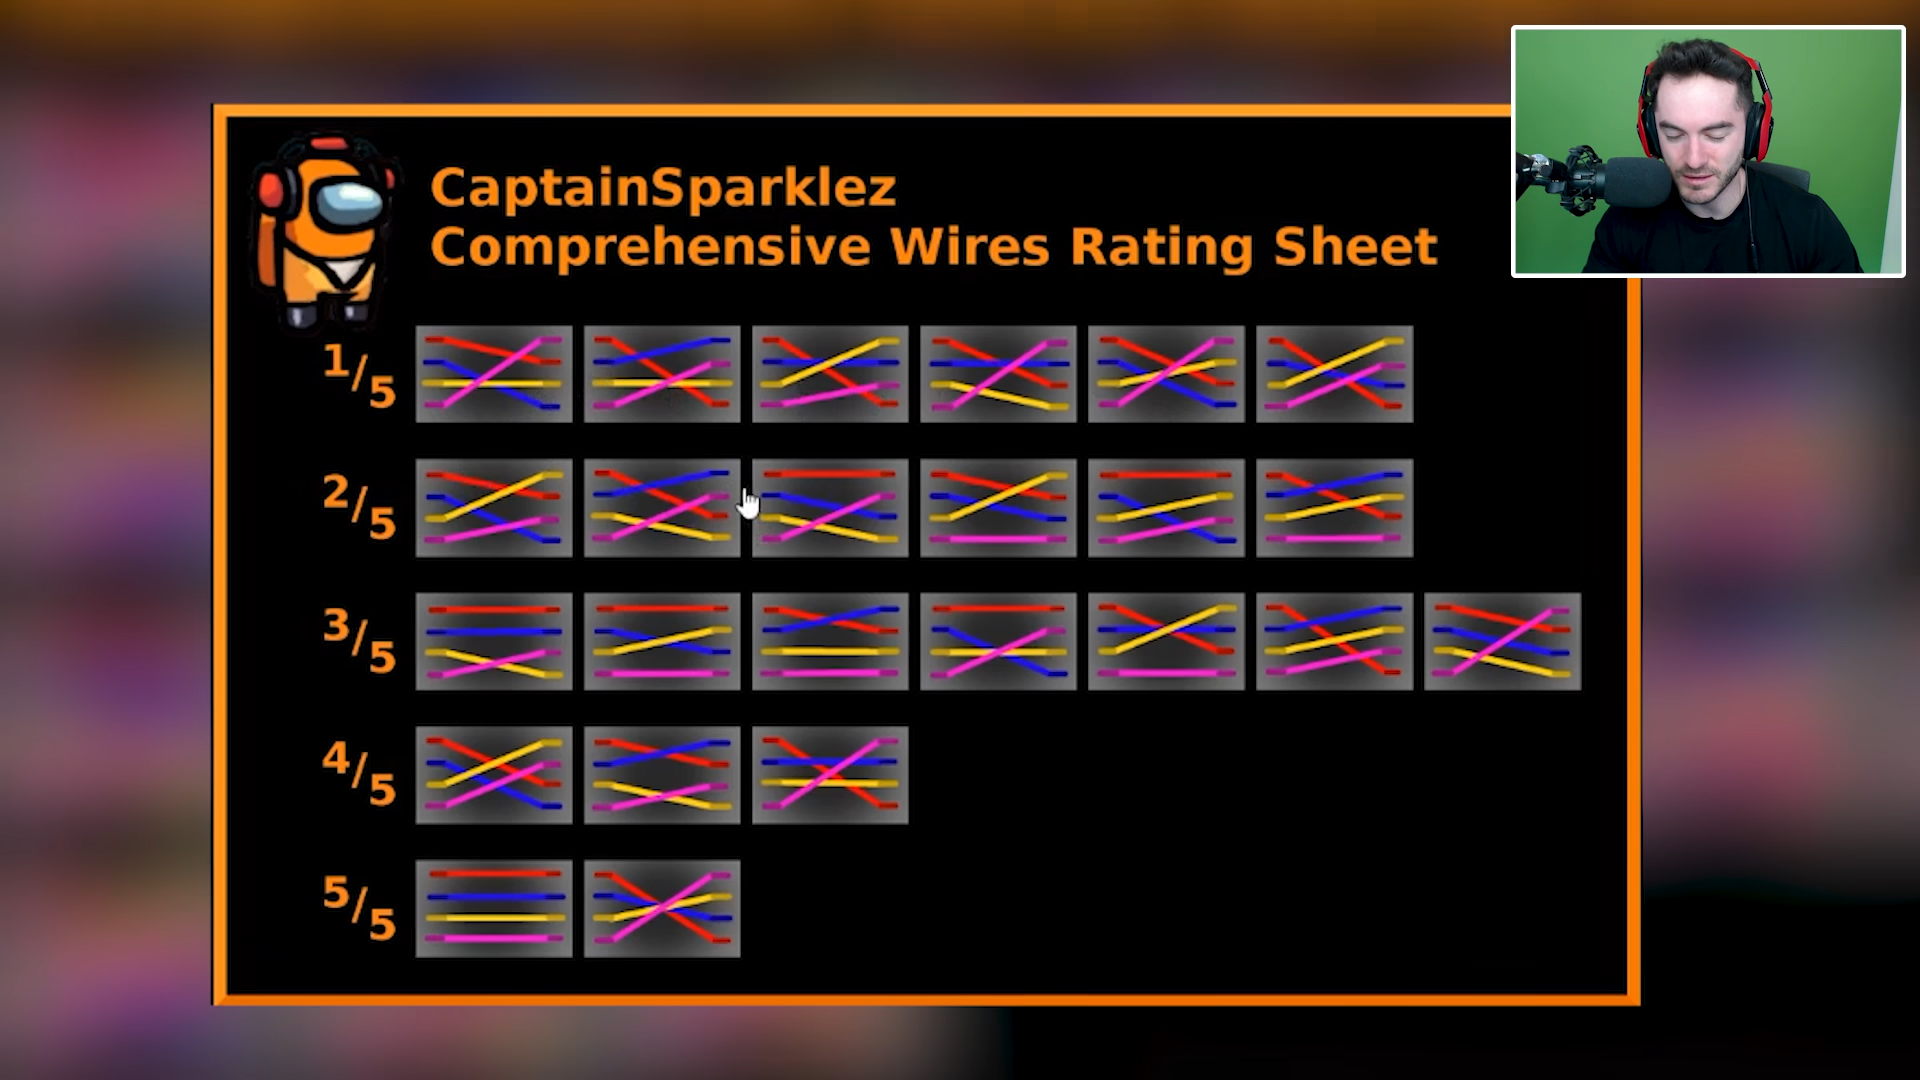 CaptainSparklez
Comprehensive Wires Rating Sheet
1/5
2/5
3/5
4/5
5/5